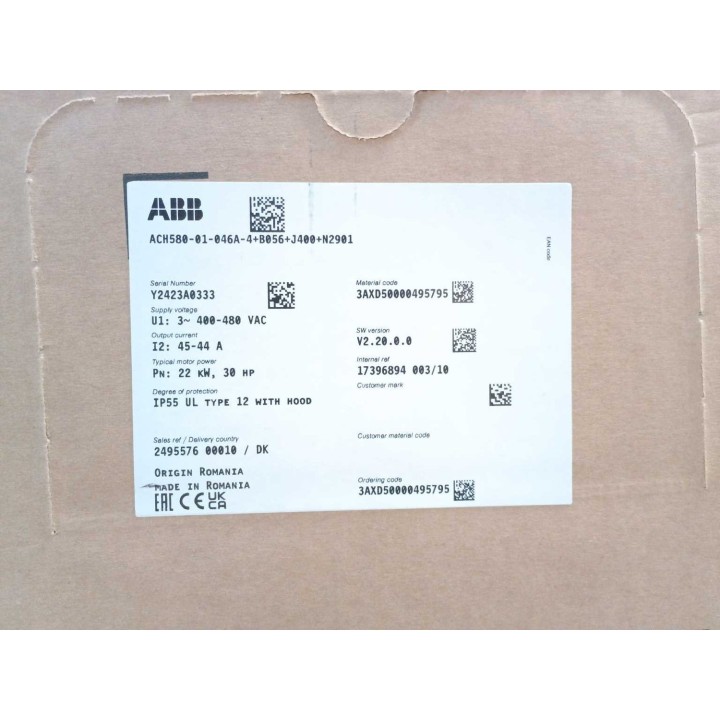 ABB
ACH580-01-046A-4+B056+J400+N2901
EAN code
Serial Number
Y2423A0333
Supply voltage
U1: 3~ 400-480 VAC
Output current
I2: 45-44 A
Typical motor power
PN: 22 KW, 30 HP
Degree of protection
IP55 UL TYPE 12 WITH HOOD
Sales ref / Delivery country
2495576 00010 / DK
ORIGIN ROMANIA
MADE IN ROMANIA
EAC CE UK CA
Material code
3AXD50000495795
SW version
V2.20.0.0
Internal ref
17396894 003/10
Customer mark
Customer material code
Ordering code
3AXD50000495795